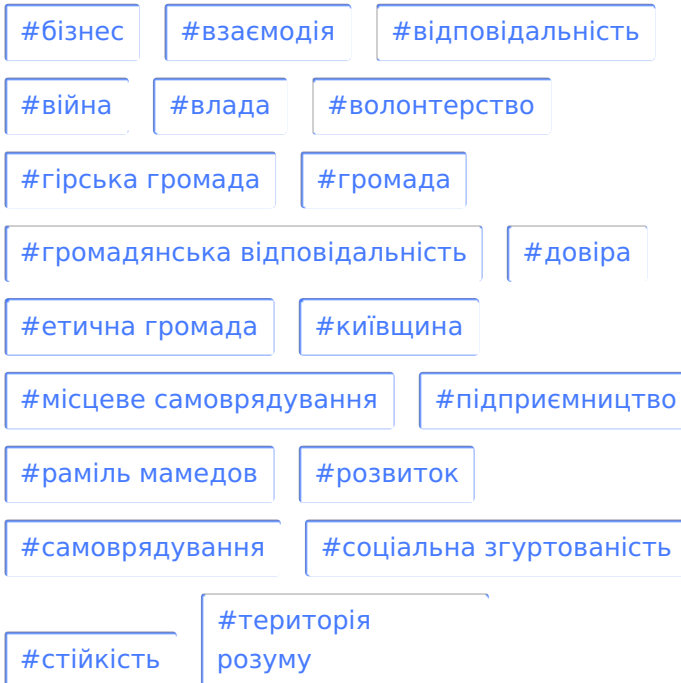 #бізнес #взаємодія #відповідальність
#війна #влада #волонтерство
#гірська громада #громада
#громадянська відповідальність #довіра
#етична громада #київщина
#місцеве самоврядування #підприємництво
#раміль мамедов #розвиток
#самоврядування #соціальна згуртованість
#стійкість #територія
розуму